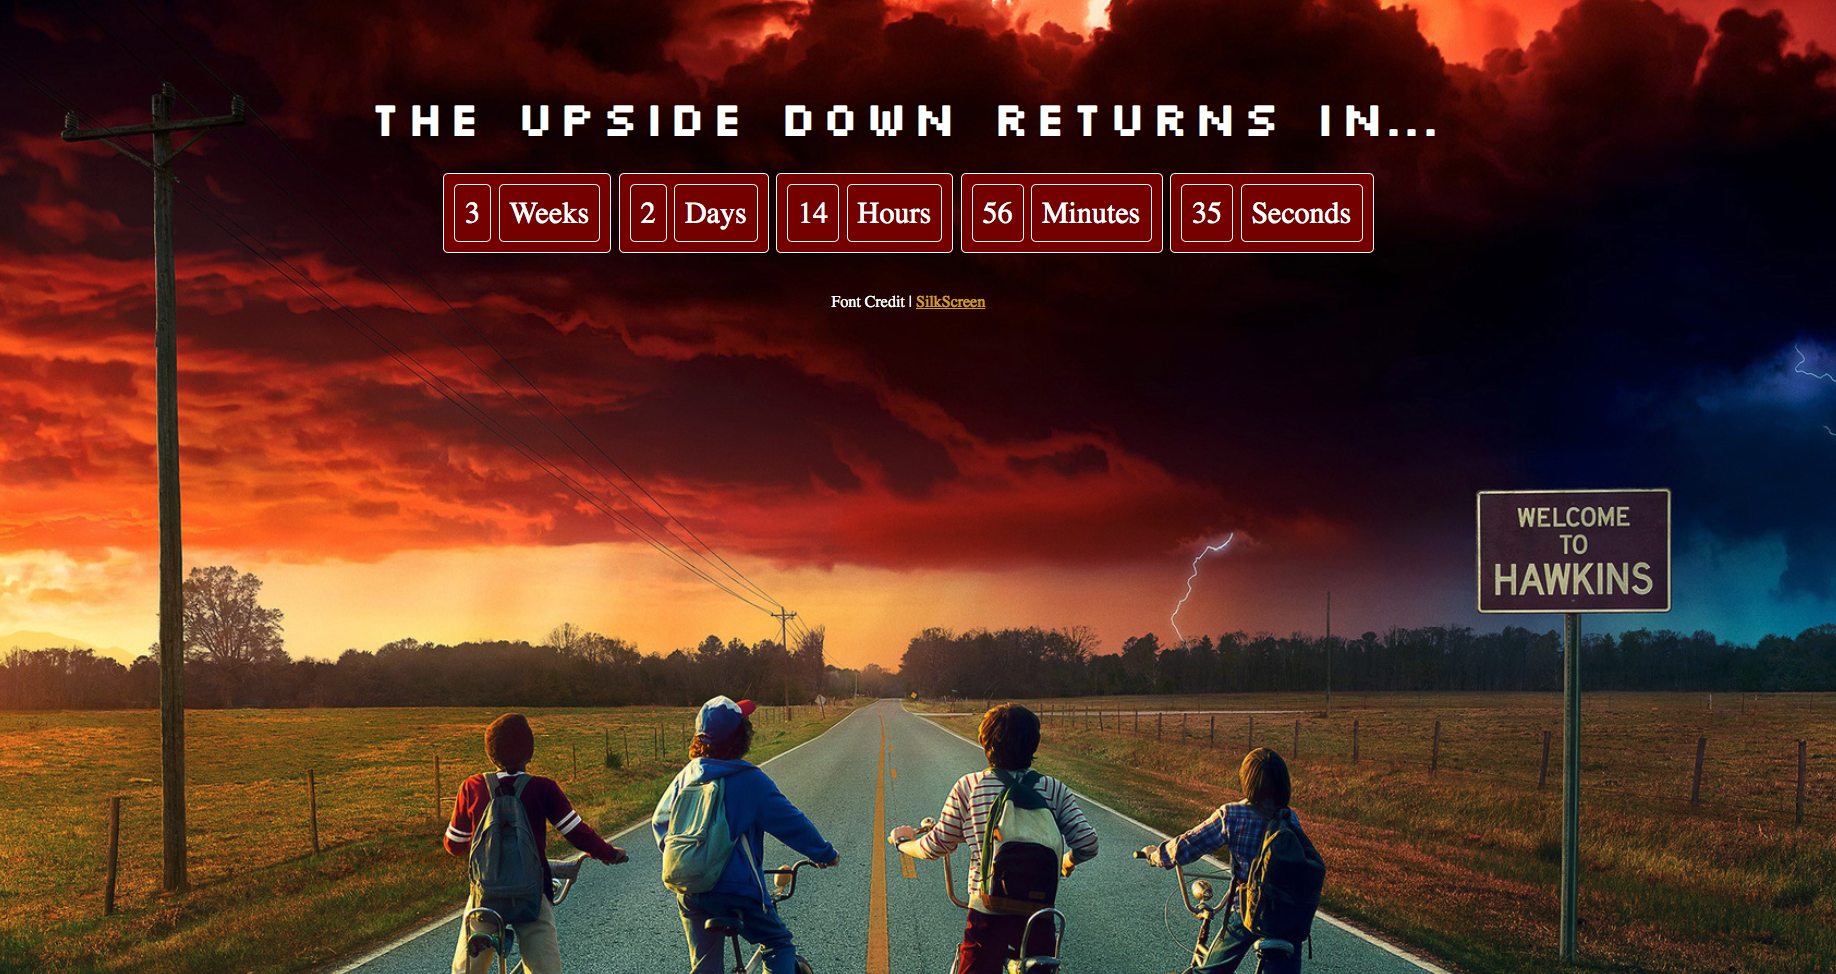 THE UPSIDE DOWN RETURNS IN...
3 Weeks 2 Days 14 Hours 56 Minutes 35 Seconds
Font Credit | SilkScreen
WELCOME
TO
HAWKINS